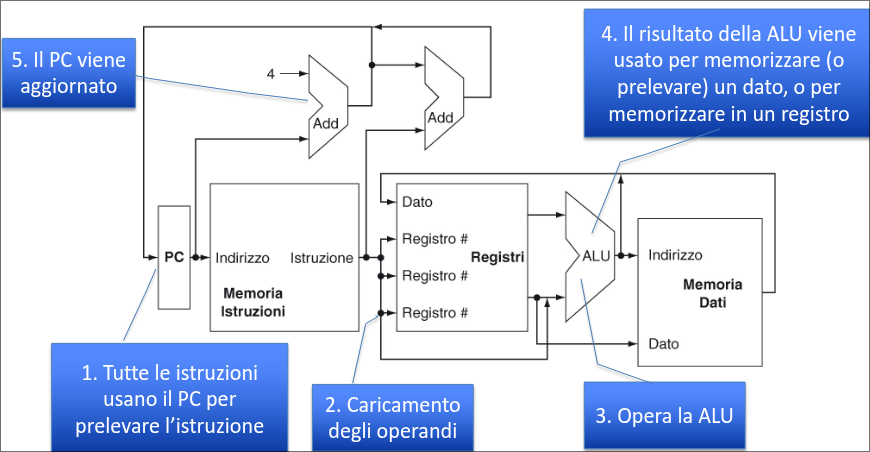 5. Il PC viene
aggiornato
4. Il risultato della ALU viene
usato per memorizzare (o
prelevare) un dato, o per
memorizzare in un registro
4
Add
Add
PC
Indirizzo
Istruzione
Memoria
Istruzioni
Dato
Registro #
Registro #
Registro #
Registri
ALU
Indirizzo
Memoria
Dati
Dato
1. Tutte le istruzioni
usano il PC per
prelevare l’istruzione
2. Caricamento
degli operandi
3. Opera la ALU